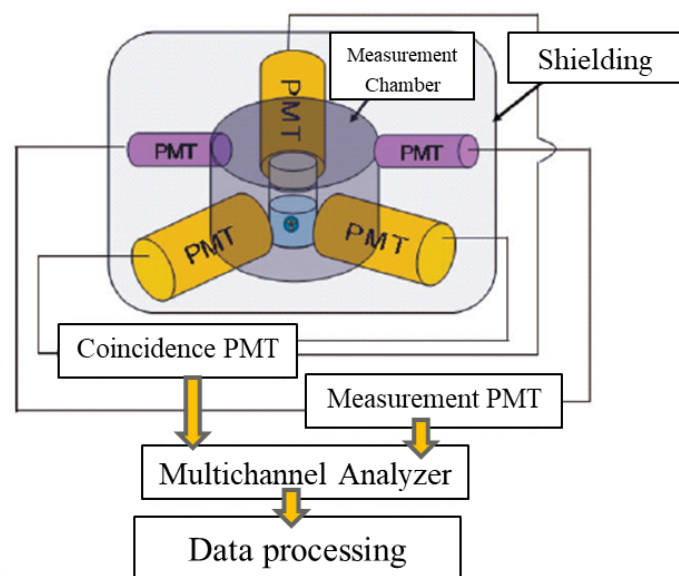 PMT
Measurement
Chamber
Shielding
PMT
PMT
PMT
PMT
Coincidence PMT
Measurement PMT
Multichannel Analyzer
Data processing